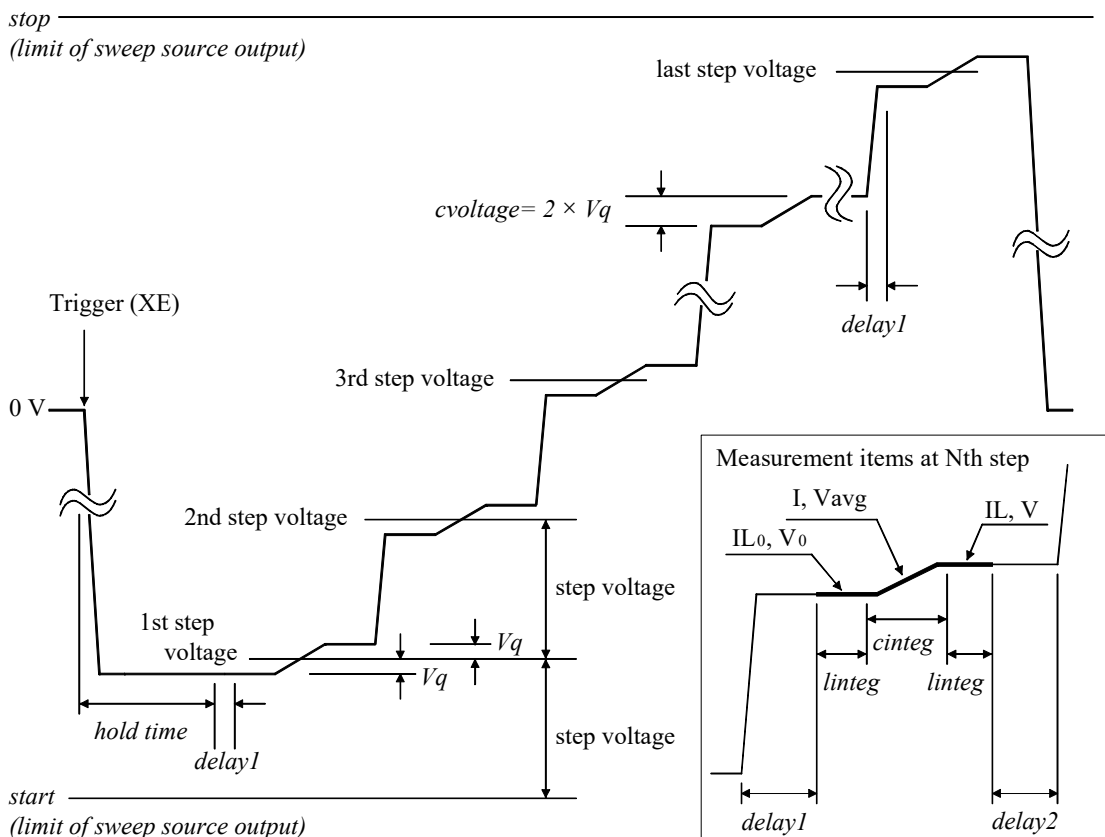 stop
(limit of sweep source output)
last step voltage
cvoltage= 2 × Vq
delay1
Trigger (XE)
3rd step voltage
0 V
2nd step voltage
step voltage
1st step
voltage
Vq
Vq
hold time
delay1
step voltage
start
(limit of sweep source output)
Measurement items at Nth step
I, Vavg
IL0, V0
IL, V
cinteg
linteg
linteg
delay1
delay2